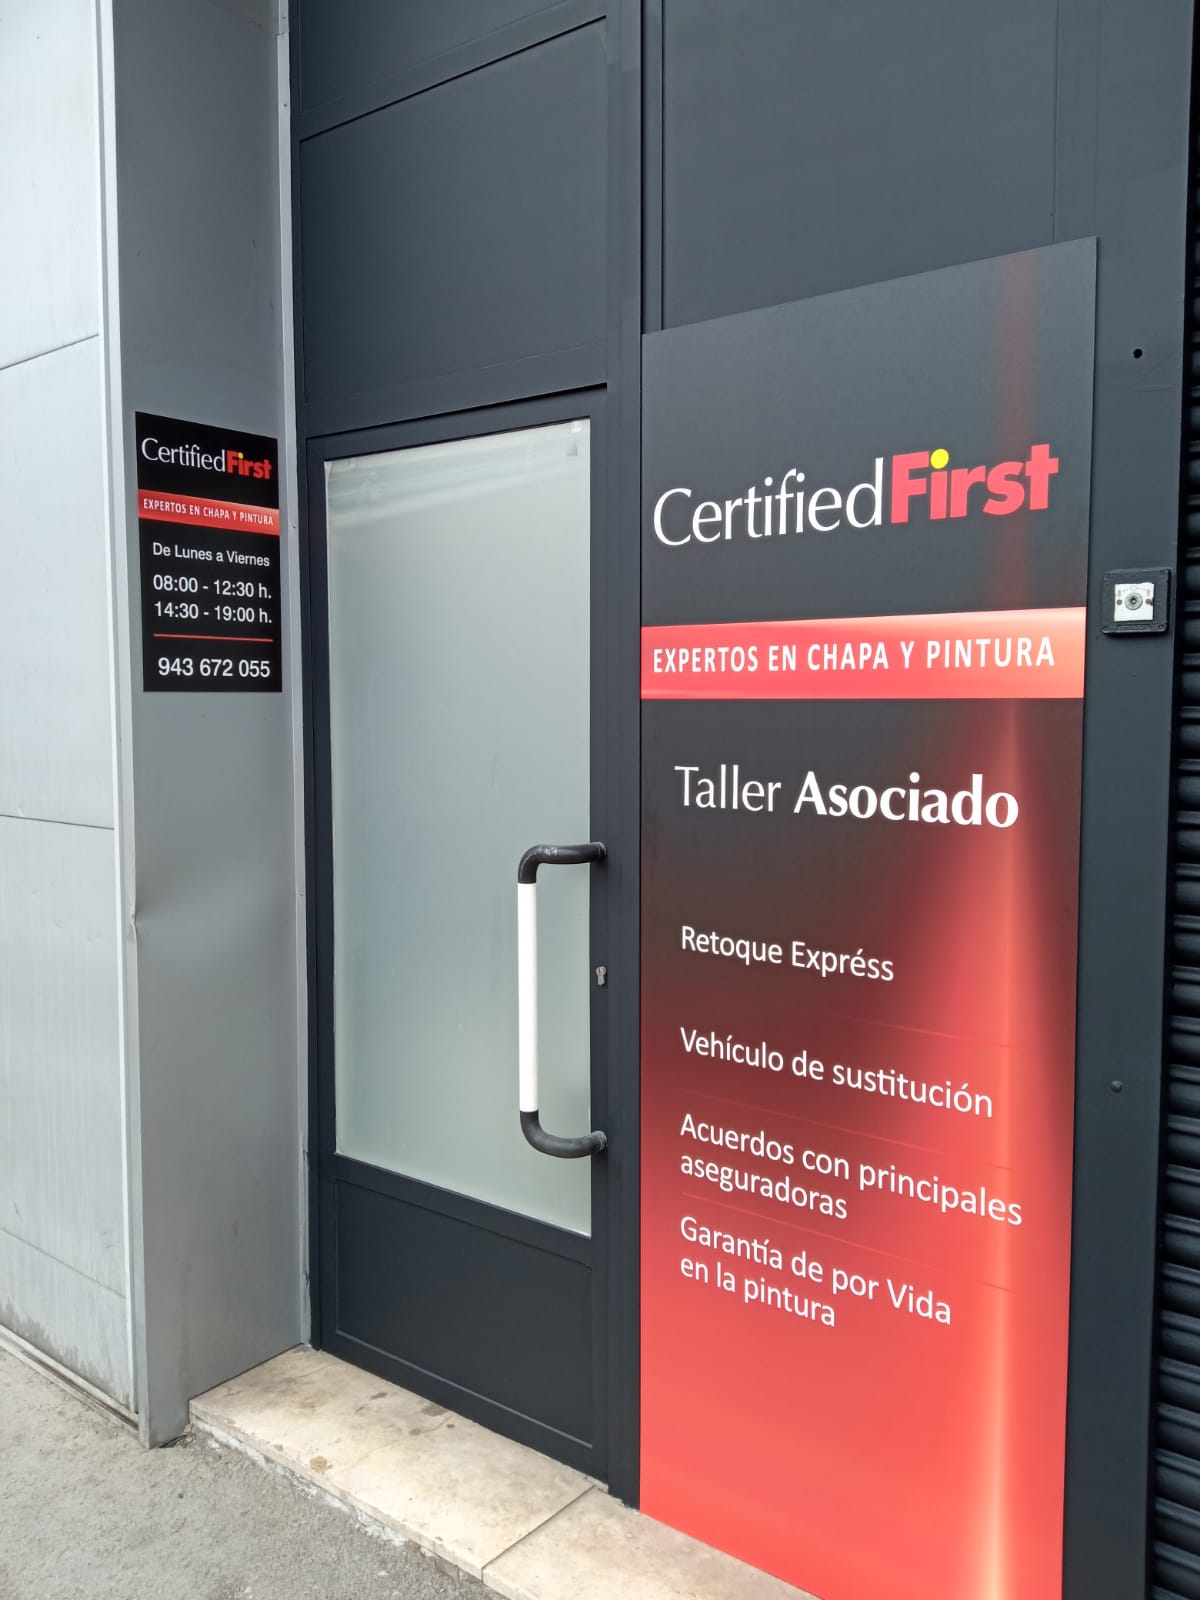 CertifiedFirst
EXPERTOS EN CHAPA Y PINTURA
De Lunes a Viernes
08:00 - 12:30 h.
14:30 - 19:00 h.
943 672 055
CertifiedFirst
EXPERTOS EN CHAPA Y PINTURA
Taller Asociado
Retoque Expréss
Vehículo de sustitución
Acuerdos con principales
aseguradoras
Garantía de por Vida
en la pintura